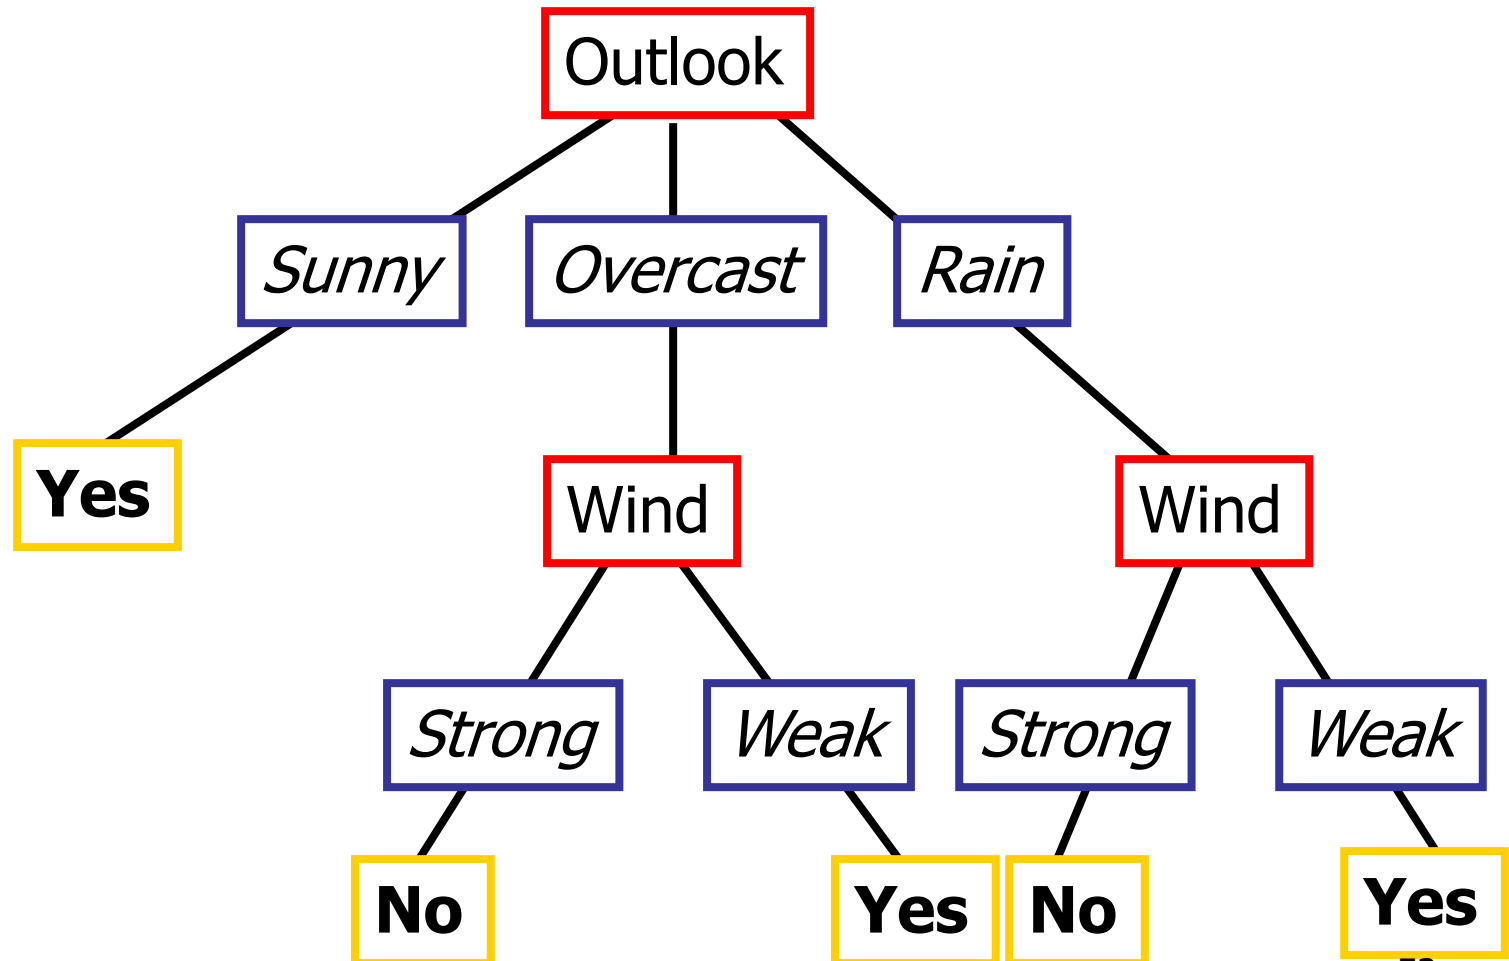 Outlook
Sunny Overcast Rain
Yes Wind Wind
Strong Weak Strong Weak
No Yes No Yes